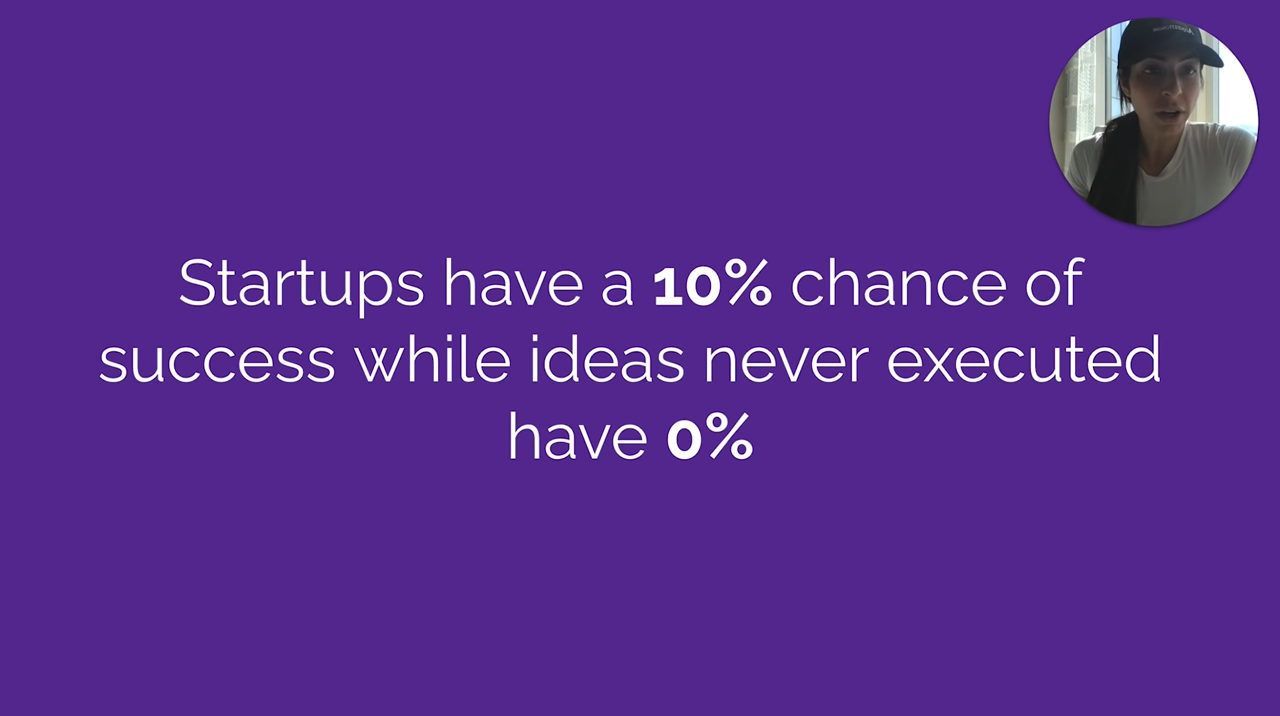 Startups have a 10% chance of
success while ideas never executed
have 0%